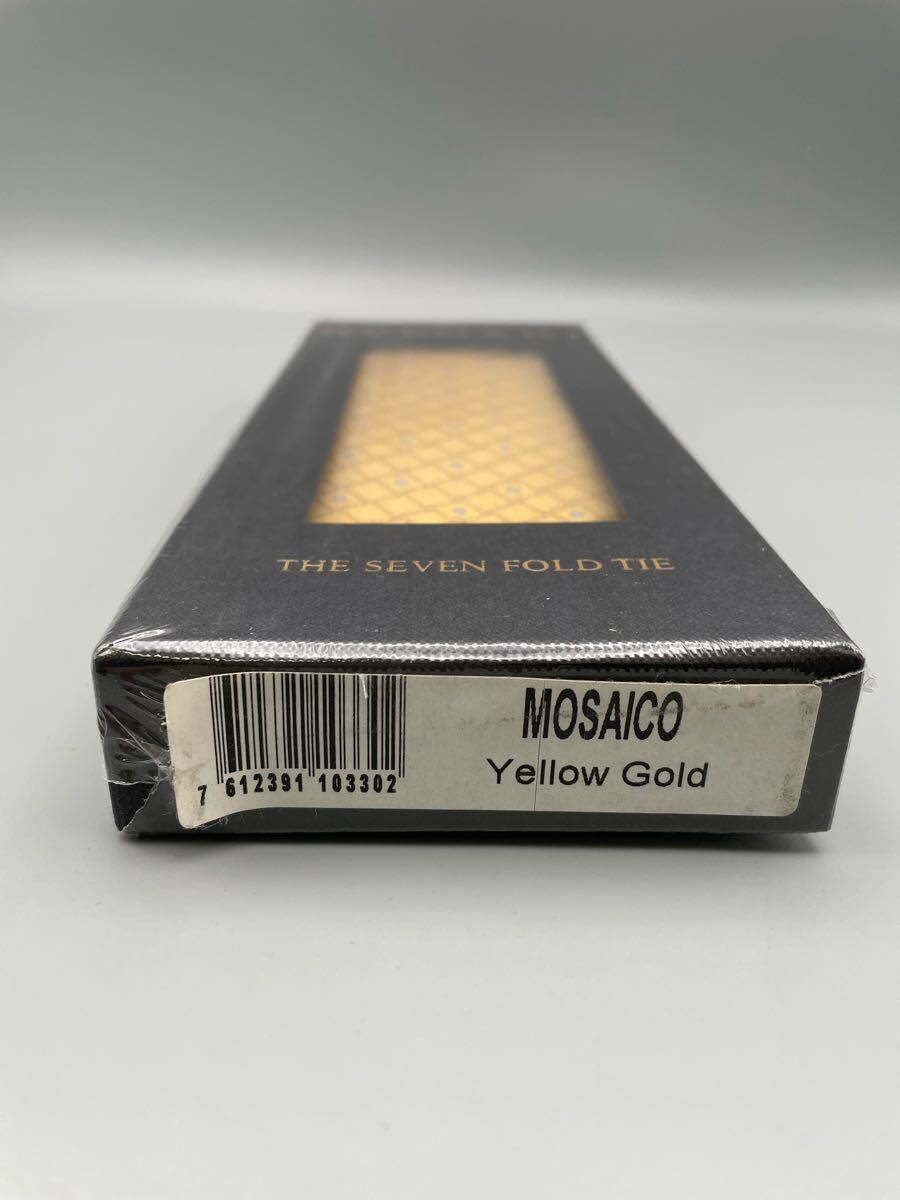 THE SEVEN FOLD TIE
MOSAICO
Yellow Gold
7 612391 103302